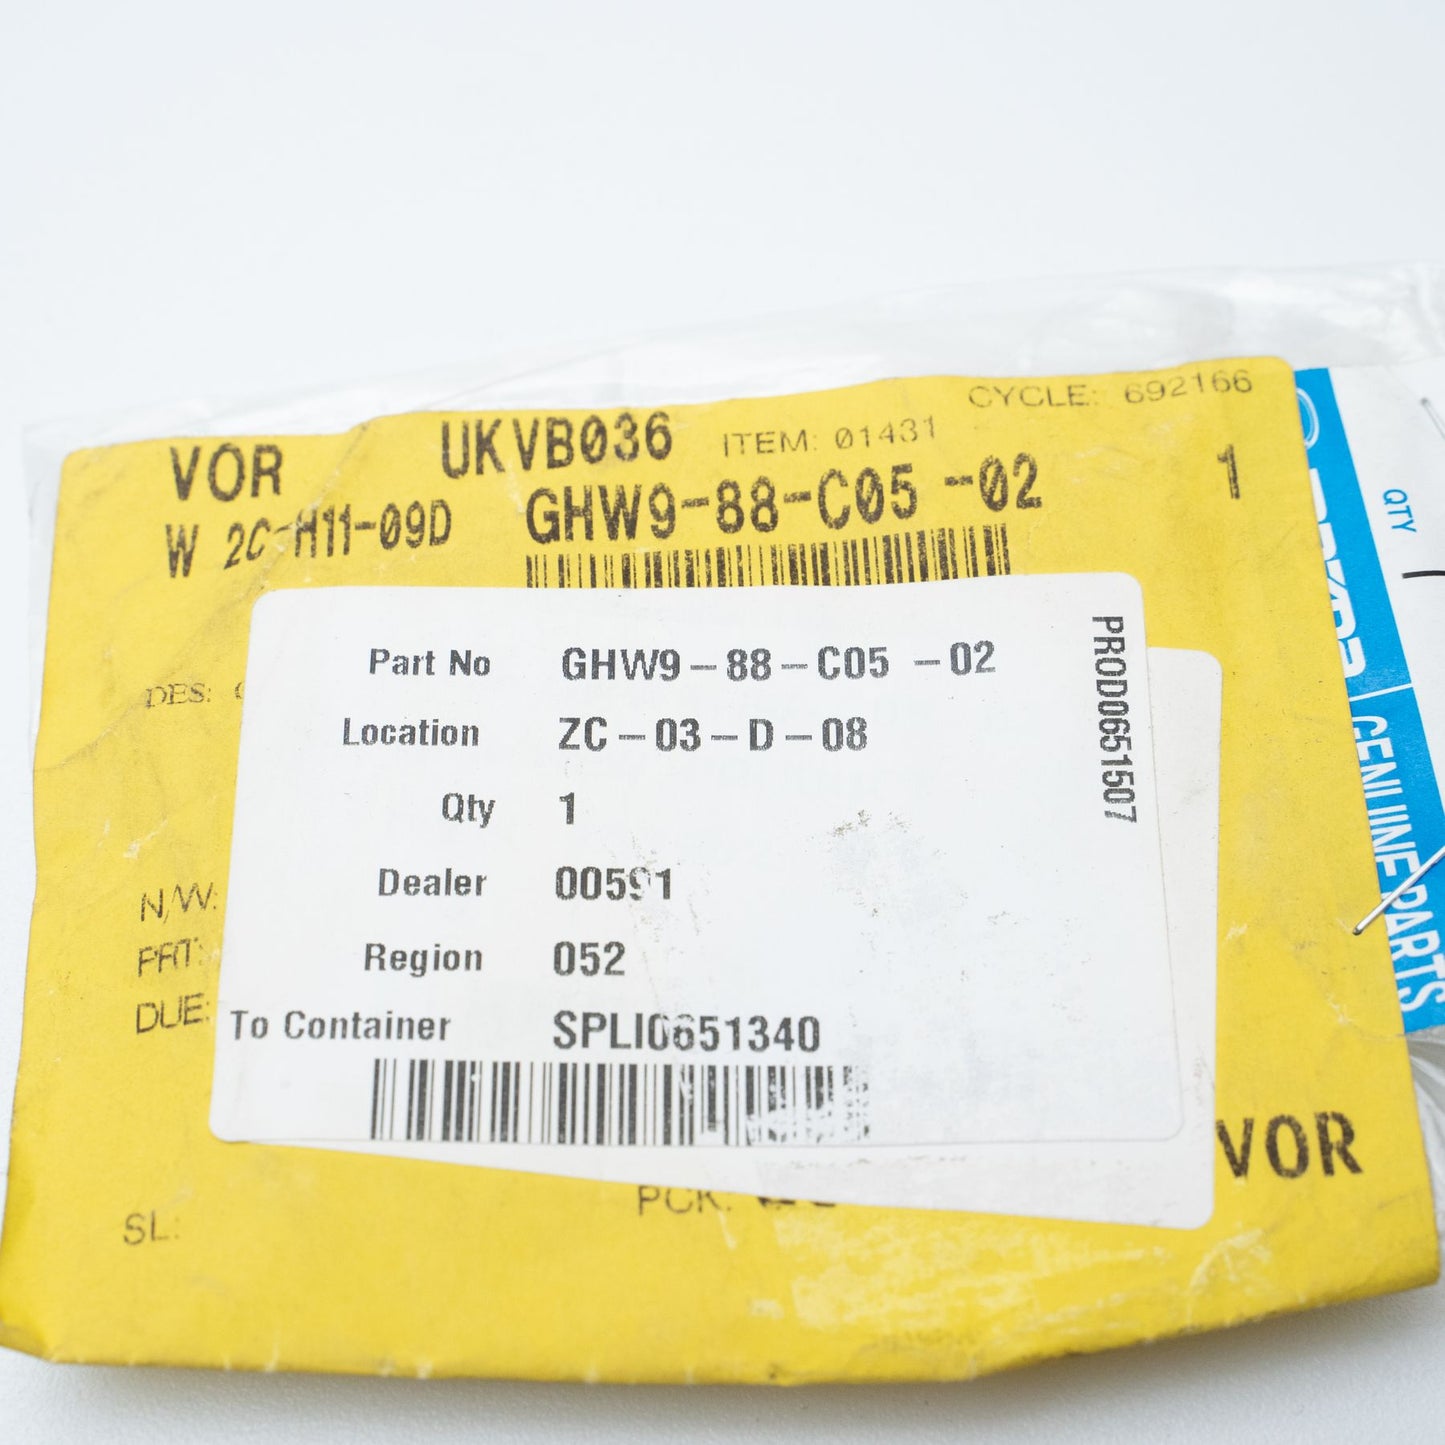 CYCLE: 692166
VOR UKVB036 ITEM: 01431
W 2C-H11-09D GHW9-88-C05 -02 1
Part No GHW9-88-C05 -02
Location ZC-03-D-08
Qty 1
Dealer 00591
Region 052
To Container SPLI0651340
PROD0651507
DES:
N/W:
PRT:
DUE:
SL:
PCK:
VOR
QTY
GENUINE PARTS